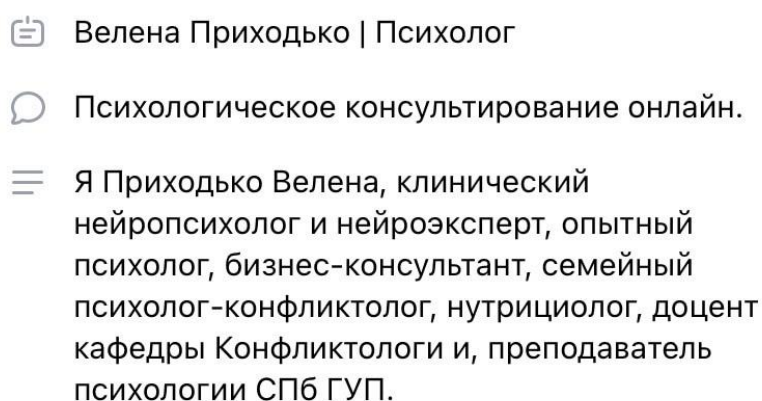 Велена Приходько | Психолог
Психологическое консультирование онлайн.
Я Приходько Велена, клинический
нейропсихолог и нейроэксперт, опытный
психолог, бизнес-консультант, семейный
психолог-конфликтолог, нутрициолог, доцент
кафедры Конфликтологи и, преподаватель
психологии СПб ГУП.